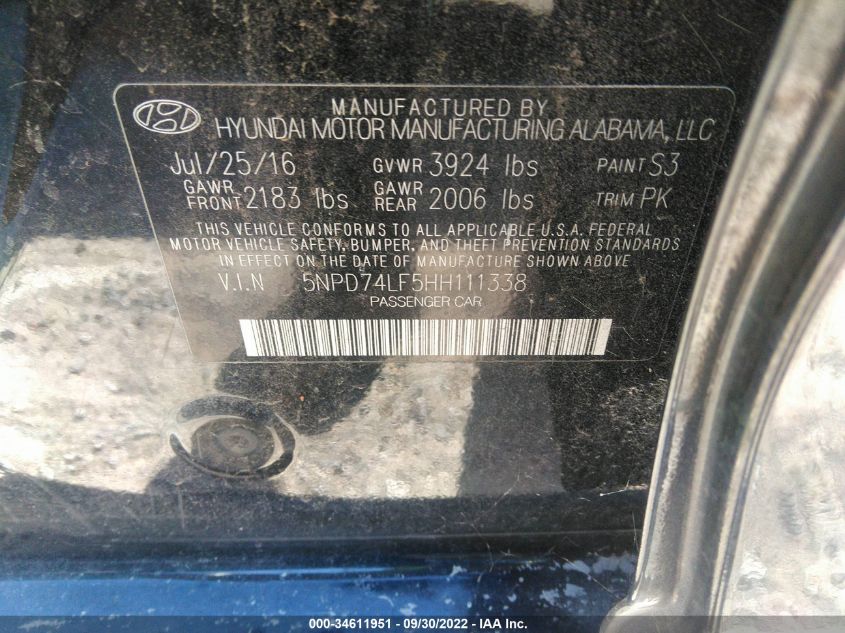 MANUFACTURED BY
HYUNDAI MOTOR MANUFACTURING ALABAMA, LLC
Jul/25/16 GVWR 3924 lbs PAINT S3
GAWR FRONT 2183 lbs GAWR REAR 2006 lbs TRIM PK
THIS VEHICLE CONFORMS TO ALL APPLICABLE U.S.A. FEDERAL
MOTOR VEHICLE SAFETY, BUMPER, AND THEFT PREVENTION STANDARDS
IN EFFECT ON THE DATE OF MANUFACTURE SHOWN ABOVE
V.I.N 5NPD74LF5HH111338
PASSENGER CAR
000-34611951 - 09/30/2022 - IAA Inc.